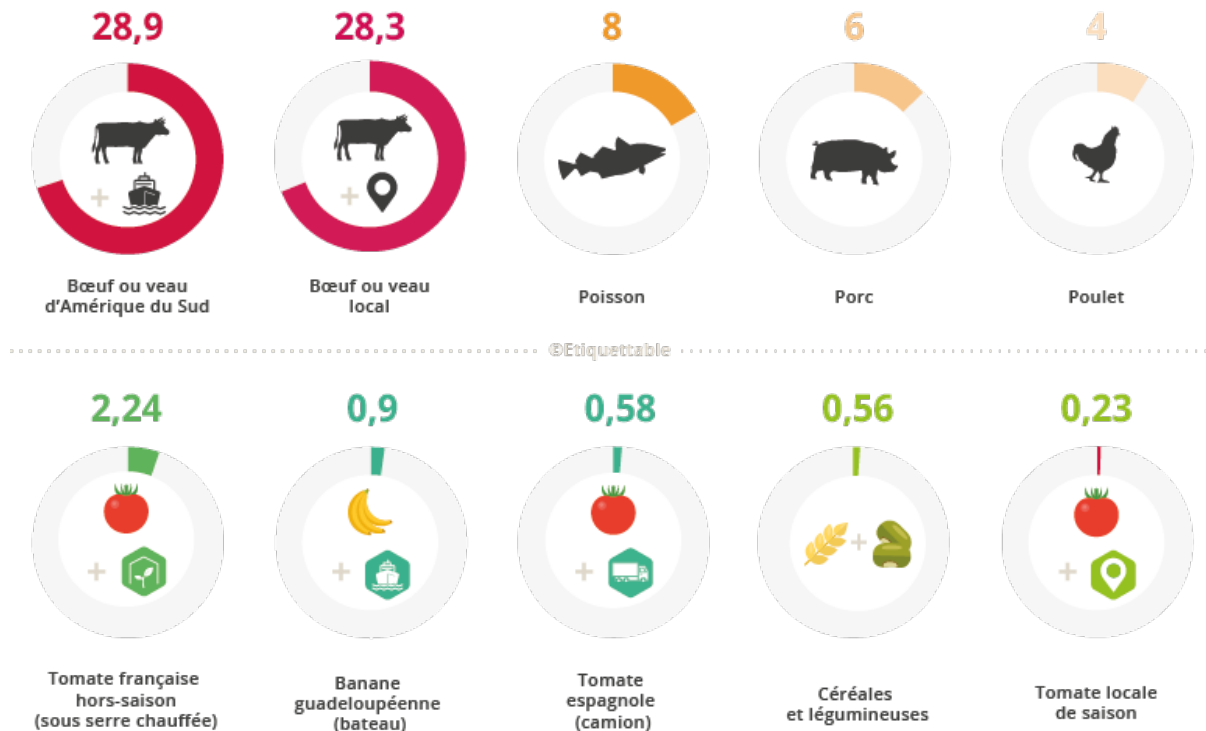 28,9
28,3
8
6
4
Bœuf ou veau
d'Amérique du Sud
Bœuf ou veau
local
Poisson
Porc
Poulet
©Etiquettable
2,24
0,9
0,58
0,56
0,23
Tomate française
hors-saison
(sous serre chauffée)
Banane
guadeloupéenne
(bateau)
Tomate
espagnole
(camion)
Céréales
et légumineuses
Tomate locale
de saison